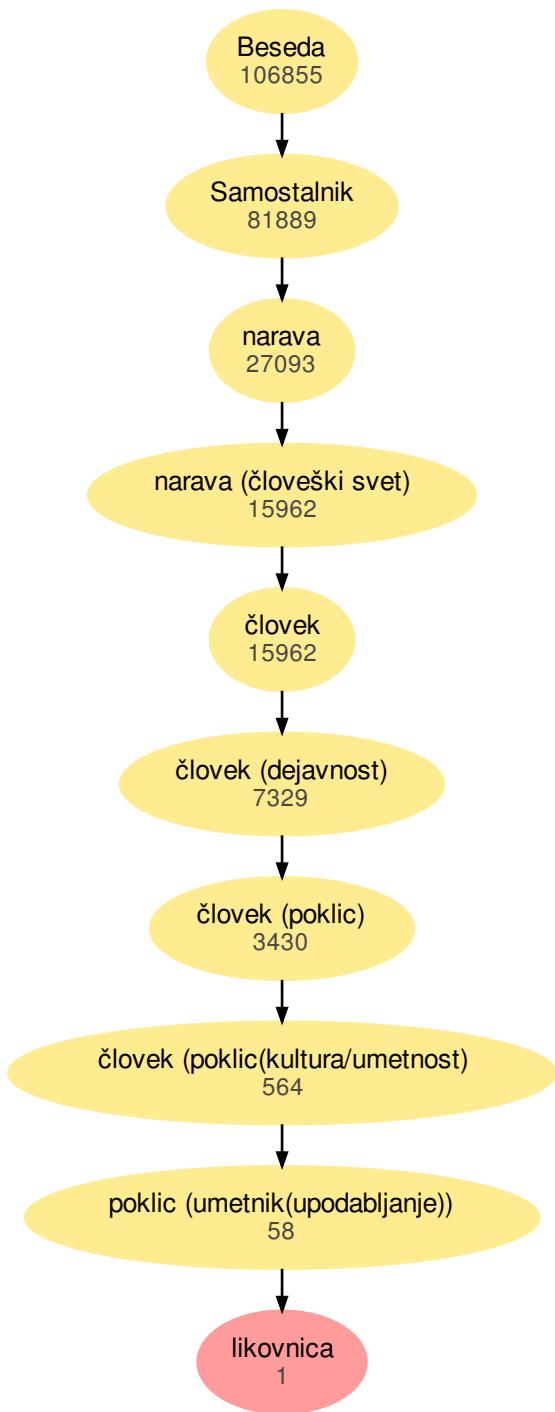 Beseda
106855
Samostalnik
81889
narava
27093
narava (človeški svet)
15962
človek
15962
človek (dejavnost)
7329
človek (poklic)
3430
človek (poklic(kultura/umetnost)
564
poklic (umetnik(upodabljanje))
58
likovnica
1